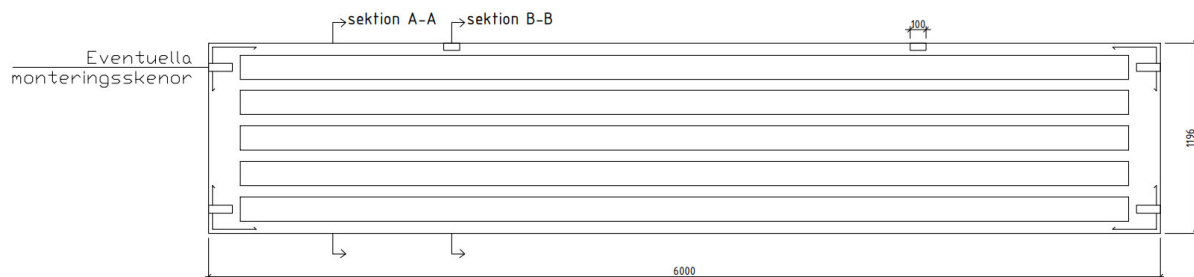 sektion A-A
sektion B-B
100
Eventuella
monteringsskenor
1196
6000